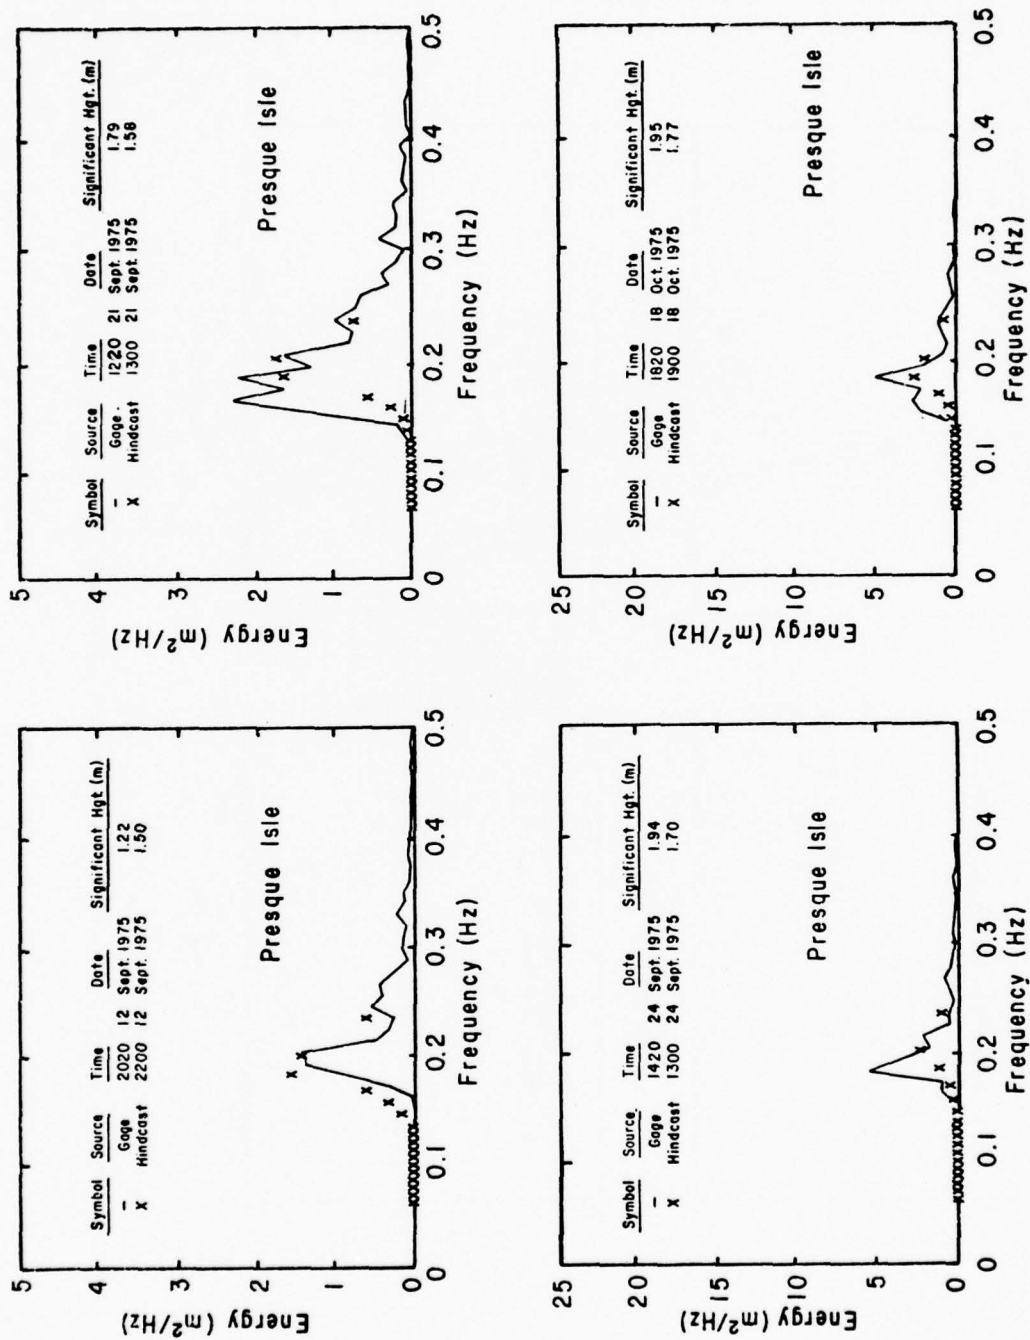 Energy (m²/Hz)
5
4
3
2
1
0
Symbol Source Time Date Significant Hgt. (m)
– Gage 2020 12 Sept. 1975 1.22
X Hindcast 2200 12 Sept. 1975 1.50
Presque Isle
0 0.1 0.2 0.3 0.4 0.5
Frequency (Hz)
Energy (m²/Hz)
5
4
3
2
1
0
Symbol Source Time Date Significant Hgt. (m)
– Gage 1220 21 Sept. 1975 1.79
X Hindcast 1300 21 Sept. 1975 1.58
Presque Isle
0 0.1 0.2 0.3 0.4 0.5
Frequency (Hz)
Energy (m²/Hz)
25
20
15
10
5
0
Symbol Source Time Date Significant Hgt. (m)
– Gage 1420 24 Sept. 1975 1.94
X Hindcast 1300 24 Sept. 1975 1.70
Presque Isle
0 0.1 0.2 0.3 0.4 0.5
Frequency (Hz)
Energy (m²/Hz)
25
20
15
10
5
0
Symbol Source Time Date Significant Hgt. (m)
– Gage 1820 18 Oct. 1975 1.95
X Hindcast 1900 18 Oct. 1975 1.77
Presque Isle
0 0.1 0.2 0.3 0.4 0.5
Frequency (Hz)